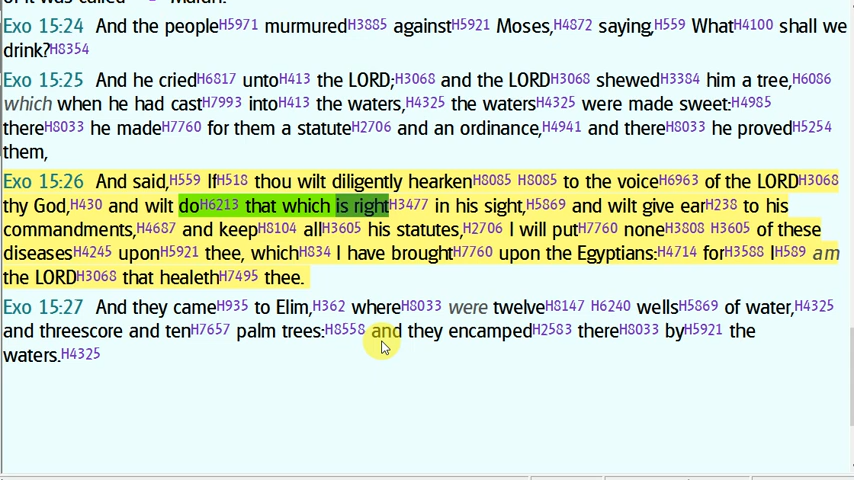 Exo 15:24 And the peopleH5971 murmuredH3885 againstH5921 Moses,H4872 saying,H559 WhatH4100 shall we
drink?H8354
Exo 15:25 And he criedH6817 untoH413 the LORD;H3068 and the LORDH3068 shewedH3384 him a tree,H6086
which when he had castH7993 intoH413 the waters,H4325 the watersH4325 were made sweet:H4985
thereH8033 he madeH7760 for them a statuteH2706 and an ordinance,H4941 and thereH8033 he provedH5254
them,
Exo 15:26 And said,H559 IfH518 thou wilt diligently hearkenH8085 H8085 to the voiceH6963 of the LORDH3068
thy God,H430 and wilt doH6213 that which is rightH3477 in his sight,H5869 and wilt give earH238 to his
commandments,H4687 and keepH8104 allH3605 his statutes,H2706 I will putH7760 noneH3808 H3605 of these
diseasesH4245 uponH5921 thee, whichH834 I have broughtH7760 upon the Egyptians:H4714 forH3588 IH589 am
the LORDH3068 that healethH7495 thee.
Exo 15:27 And they cameH935 to Elim,H362 whereH8033 were twelveH8147 H6240 wellsH5869 of water,H4325
and threescore and tenH7657 palm trees:H8558 and they encampedH2583 thereH8033 byH5921 the
waters.H4325